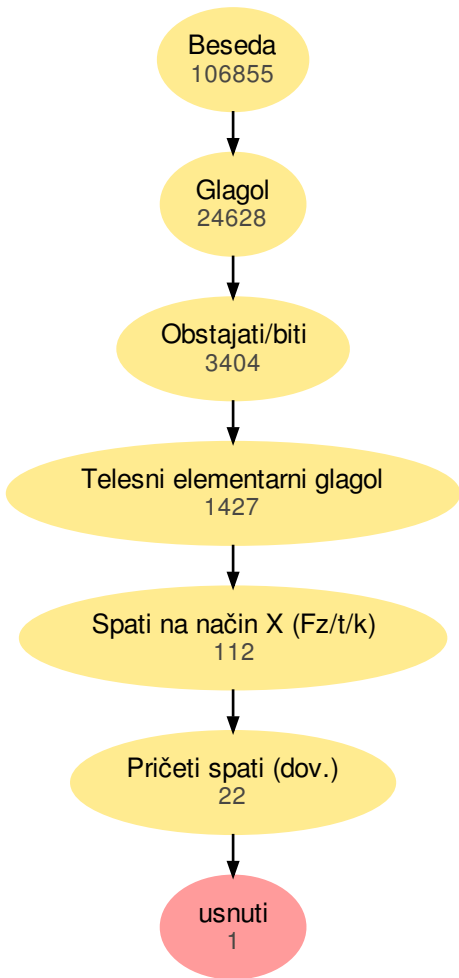 Beseda
106855
Glagol
24628
Obstajati/biti
3404
Telesni elementarni glagol
1427
Spati na način X (Fz/t/k)
112
Pričeti spati (dov.)
22
usnuti
1